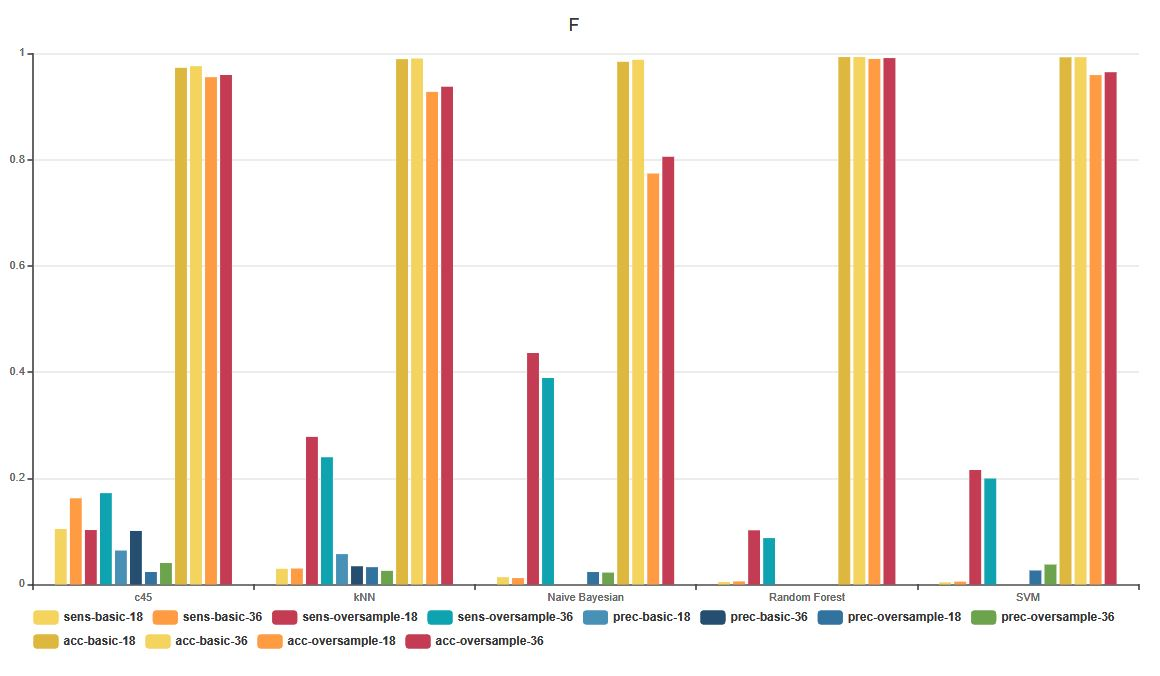 F
1
0.8
0.6
0.4
0.2
0
c45 kNN Naive Bayesian Random Forest SVM
sens-basic-18 sens-basic-36 sens-oversample-18 sens-oversample-36 prec-basic-18 prec-basic-36 prec-oversample-18 prec-oversample-36
acc-basic-18 acc-basic-36 acc-oversample-18 acc-oversample-36